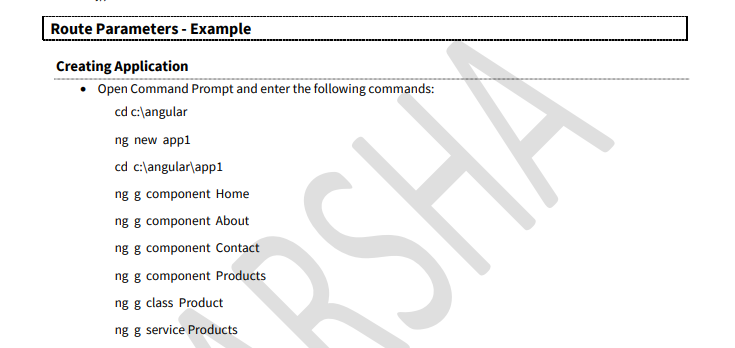 Route Parameters - Example
Creating Application
• Open Command Prompt and enter the following commands:
cd c:\angular
ng new app1
cd c:\angular\app1
ng g component Home
ng g component About
ng g component Contact
ng g component Products
ng g class Product
ng g service Products
ARSHA